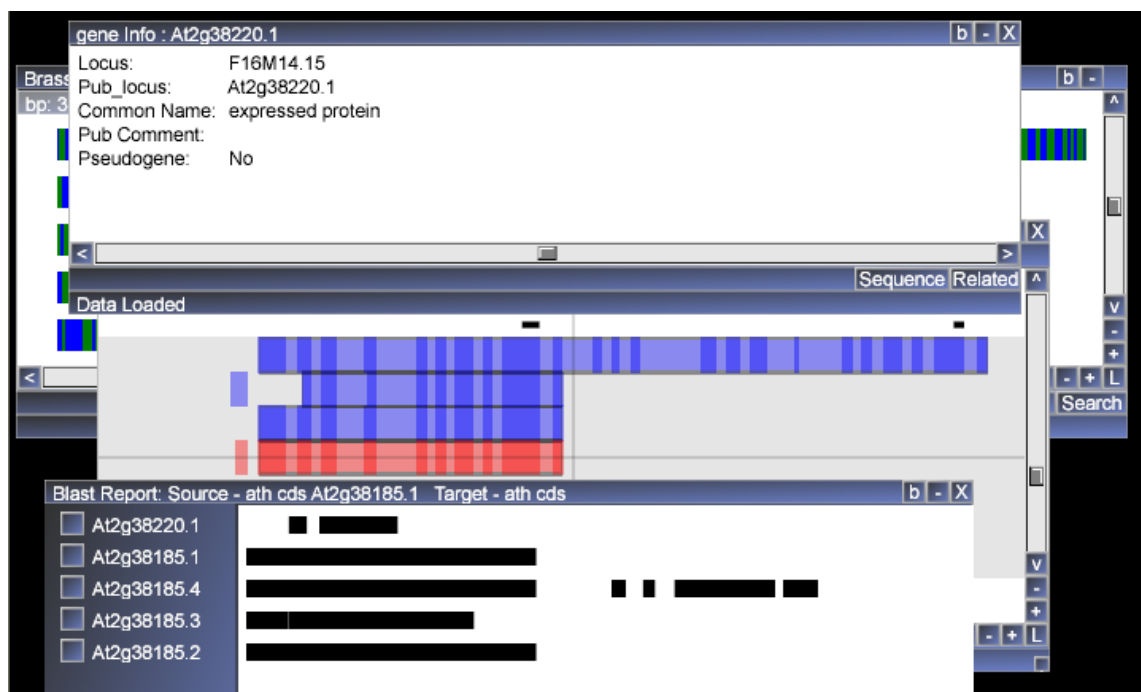 gene Info : At2g38220.1 b - X
Locus: F16M14.15
Pub_locus: At2g38220.1
Common Name: expressed protein
Pub Comment:
Pseudogene: No
Brass b -
bp: 3 ^
X
< >
Sequence Related ^
Data Loaded
v
-
+
< - + L
Search
Blast Report: Source - ath cds At2g38185.1 Target - ath cds b - X
At2g38220.1
At2g38185.1
At2g38185.4
At2g38185.3
At2g38185.2
v
-
+
- + L